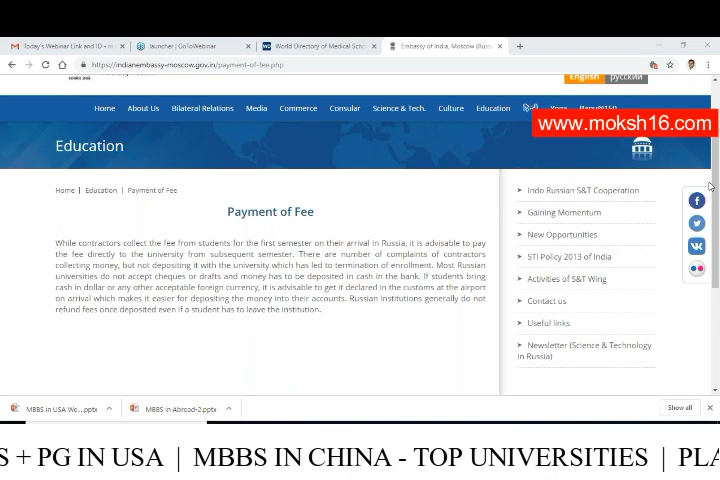 Today's Webinar Link and ID - m
launcher | GoToWebinar
World Directory of Medical Scho
Embassy of India, Moscow (Russ
https://indianembassy-moscow.gov.in/payment-of-fee.php
English русский
Home About Us Bilateral Relations Media Commerce Consular Science & Tech. Culture Education हिन्दी Yoga Bapu@150
www.moksh16.com
Education
Home | Education | Payment of Fee
Payment of Fee
While contractors collect the fee from students for the first semester on their arrival in Russia, it is advisable to pay
the fee directly to the university from subsequent semester. There are number of complaints of contractors
collecting money, but not depositing it with the university which has led to termination of enrollment. Most Russian
universities do not accept cheques or drafts and money has to be deposited in cash in the bank. If students bring
cash in dollar or any other acceptable foreign currency, it is advisable to get it declared in the customs at the airport
on arrival which makes it easier for depositing the money into their accounts. Russian institutions generally do not
refund fees once deposited even if a student has to leave the institution.
Indo Russian S&T Cooperation
Gaining Momentum
New Opportunities
STI Policy 2013 of India
Activities of S&T Wing
Contact us
Useful links
Newsletter (Science & Technology
in Russia)
MBBS in USA We....pptx
MBBS in Abroad-2.pptx
Show all
S + PG IN USA | MBBS IN CHINA - TOP UNIVERSITIES | PLA